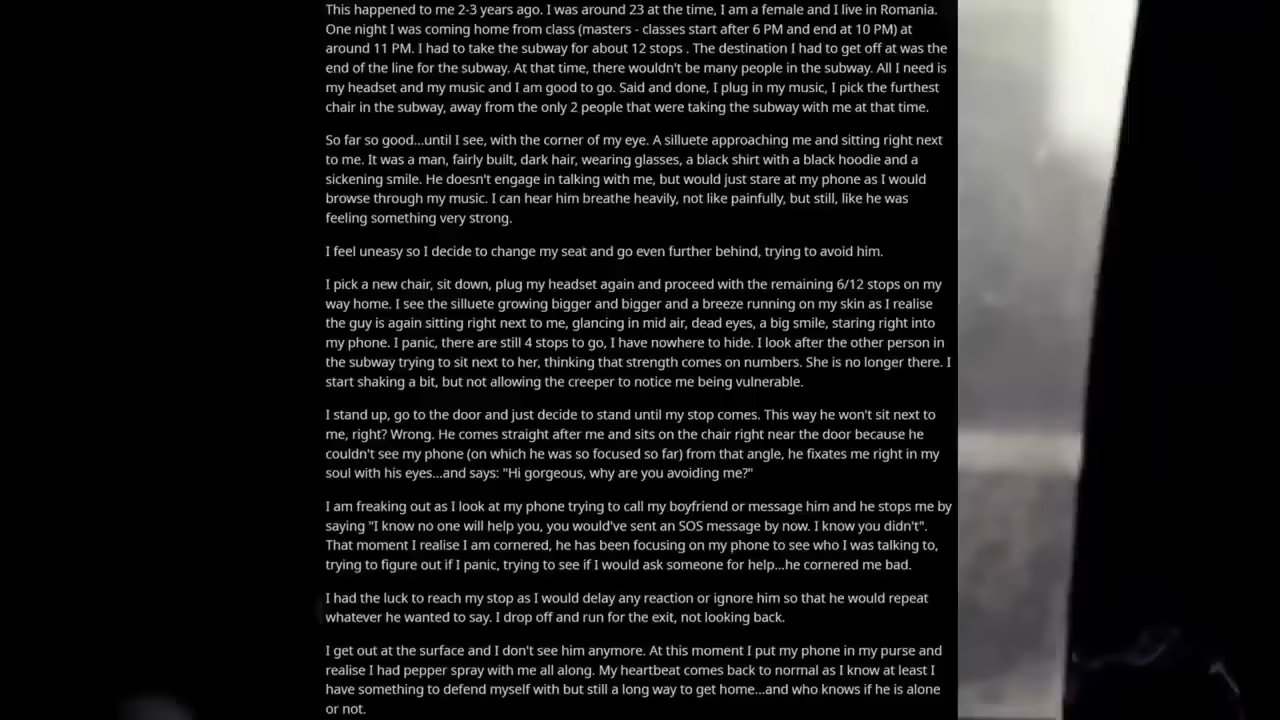 This happened to me 2-3 years ago. I was around 23 at the time, I am a female and I live in Romania.
One night I was coming home from class (masters - classes start after 6 PM and end at 10 PM) at
around 11 PM. I had to take the subway for about 12 stops . The destination I had to get off at was the
end of the line for the subway. At that time, there wouldn't be many people in the subway. All I need is
my headset and my music and I am good to go. Said and done, I plug in my music, I pick the furthest
chair in the subway, away from the only 2 people that were taking the subway with me at that time.
So far so good...until I see, with the corner of my eye. A silluete approaching me and sitting right next
to me. It was a man, fairly built, dark hair, wearing glasses, a black shirt with a black hoodie and a
sickening smile. He doesn't engage in talking with me, but would just stare at my phone as I would
browse through my music. I can hear him breathe heavily, not like painfully, but still, like he was
feeling something very strong.
I feel uneasy so I decide to change my seat and go even further behind, trying to avoid him.
I pick a new chair, sit down, plug my headset again and proceed with the remaining 6/12 stops on my
way home. I see the silluete growing bigger and bigger and a breeze running on my skin as I realise
the guy is again sitting right next to me, glancing in mid air, dead eyes, a big smile, staring right into
my phone. I panic, there are still 4 stops to go, I have nowhere to hide. I look after the other person in
the subway trying to sit next to her, thinking that strength comes on numbers. She is no longer there. I
start shaking a bit, but not allowing the creeper to notice me being vulnerable.
I stand up, go to the door and just decide to stand until my stop comes. This way he won't sit next to
me, right? Wrong. He comes straight after me and sits on the chair right near the door because he
couldn't see my phone (on which he was so focused so far) from that angle, he fixates me right in my
soul with his eyes...and says: "Hi gorgeous, why are you avoiding me?"
I am freaking out as I look at my phone trying to call my boyfriend or message him and he stops me by
saying "I know no one will help you, you would've sent an SOS message by now. I know you didn't".
That moment I realise I am cornered, he has been focusing on my phone to see who I was talking to,
trying to figure out if I panic, trying to see if I would ask someone for help...he cornered me bad.
I had the luck to reach my stop as I would delay any reaction or ignore him so that he would repeat
whatever he wanted to say. I drop off and run for the exit, not looking back.
I get out at the surface and I don't see him anymore. At this moment I put my phone in my purse and
realise I had pepper spray with me all along. My heartbeat comes back to normal as I know at least I
have something to defend myself with but still a long way to get home...and who knows if he is alone
or not.